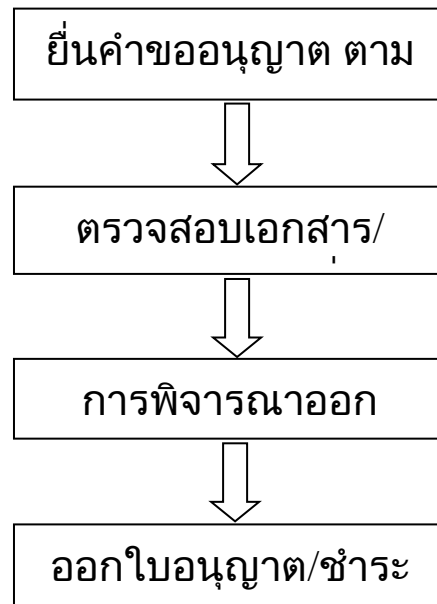 ยื่นคำขออนุญาต ตาม
ตรวจสอบเอกสาร/
การพิจารณาออก
ออกใบอนุญาต/ชำระ